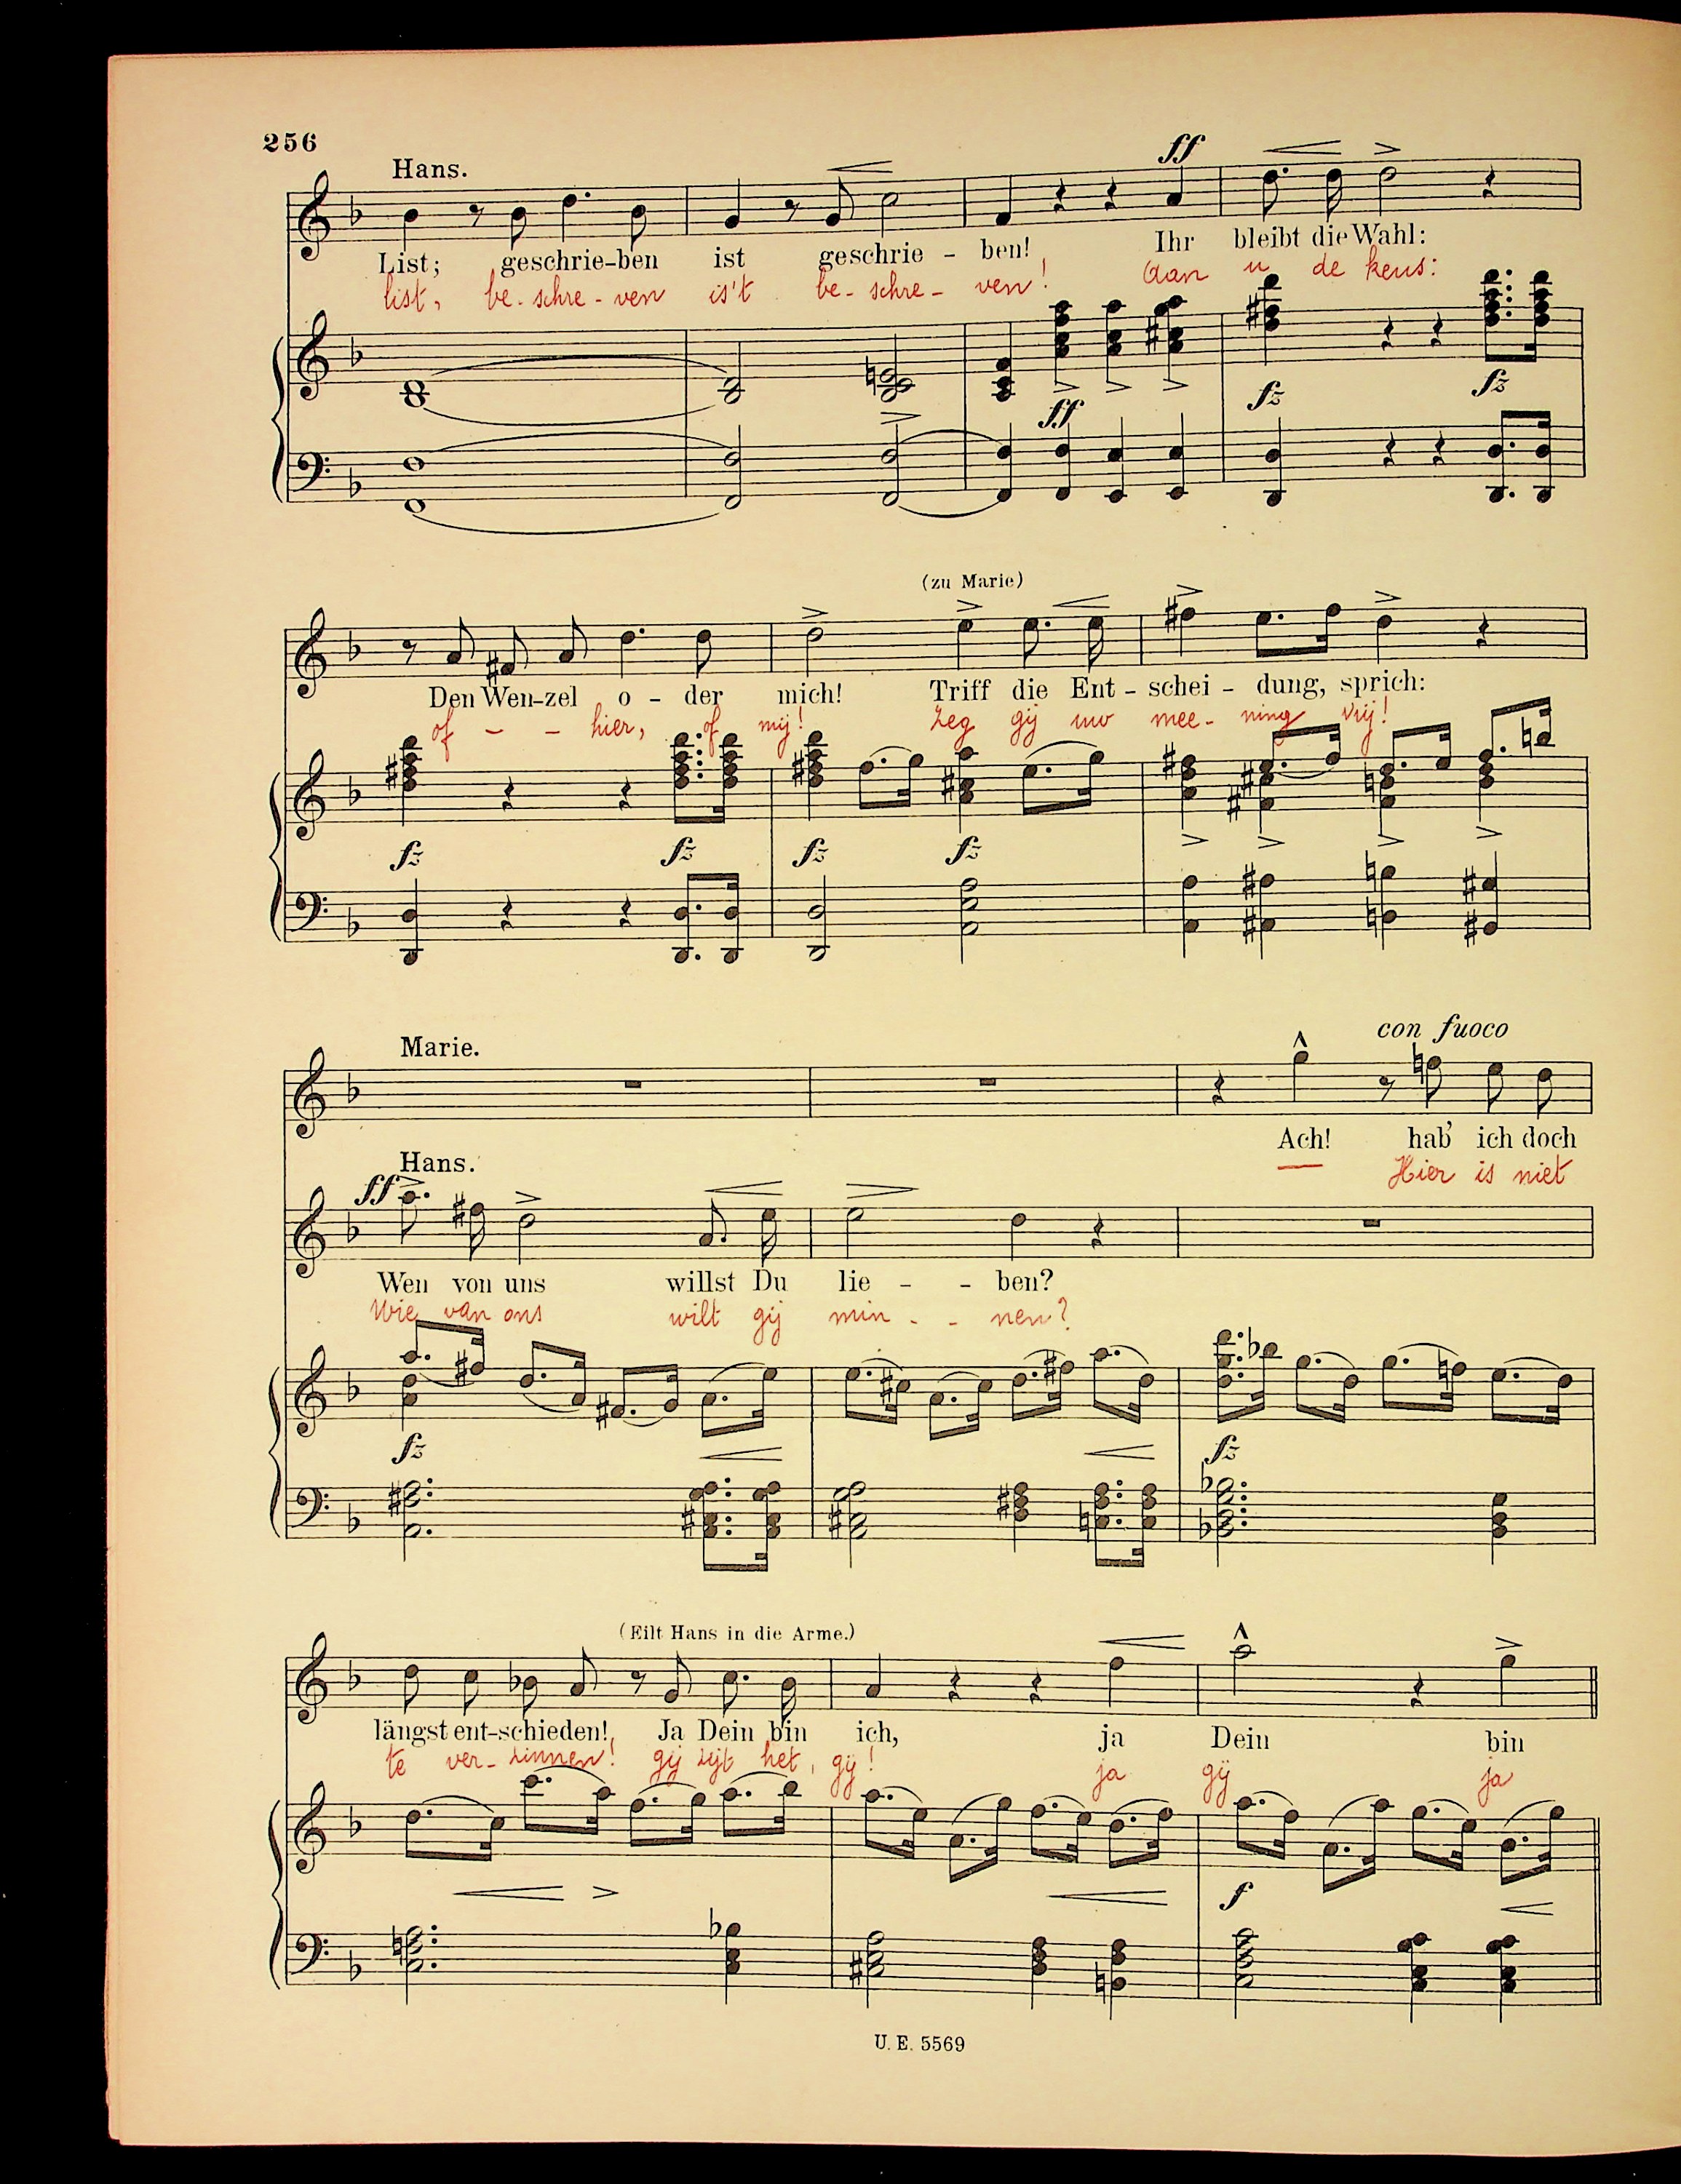 256
Hans.
ff
List; geschrie-ben ist geschrie - ben! Ihr bleibt die Wahl:
list, be-schre-ven is't be-schre-ven! Aan u de keus:
ff fz fz
(zu Marie)
Den Wen-zel o - der mich! Triff die Ent - schei - dung, sprich:
of - - hier, of mij! Zeg gij uw mee - ning vrij!
fz fz fz fz
Marie.
con fuoco
Ach! hab' ich doch
Hier is niet
Hans.
ff
Wen von uns willst Du lie - - ben?
Wie van ons wilt gij min - - nen?
fz fz
(Eilt Hans in die Arme.)
längst ent-schieden! Ja Dein bin ich, ja Dein bin
te ver-zinnen! gij zijt het, gij! ja gij ja
f
U. E. 5569